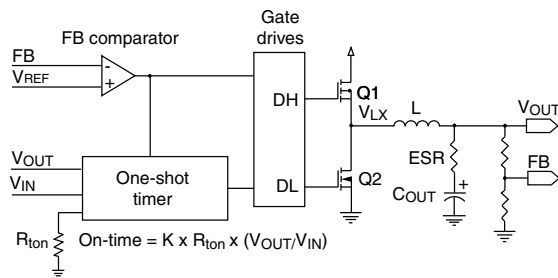 Gate
drives
FB comparator
FB
VREF
-
+
DH
Q1
VLX
L
VOUT
ESR
FB
VOUT
VIN
One-shot
timer
DL
Q2
COUT
+
Rton
On-time = K x Rton x (VOUT/VIN)